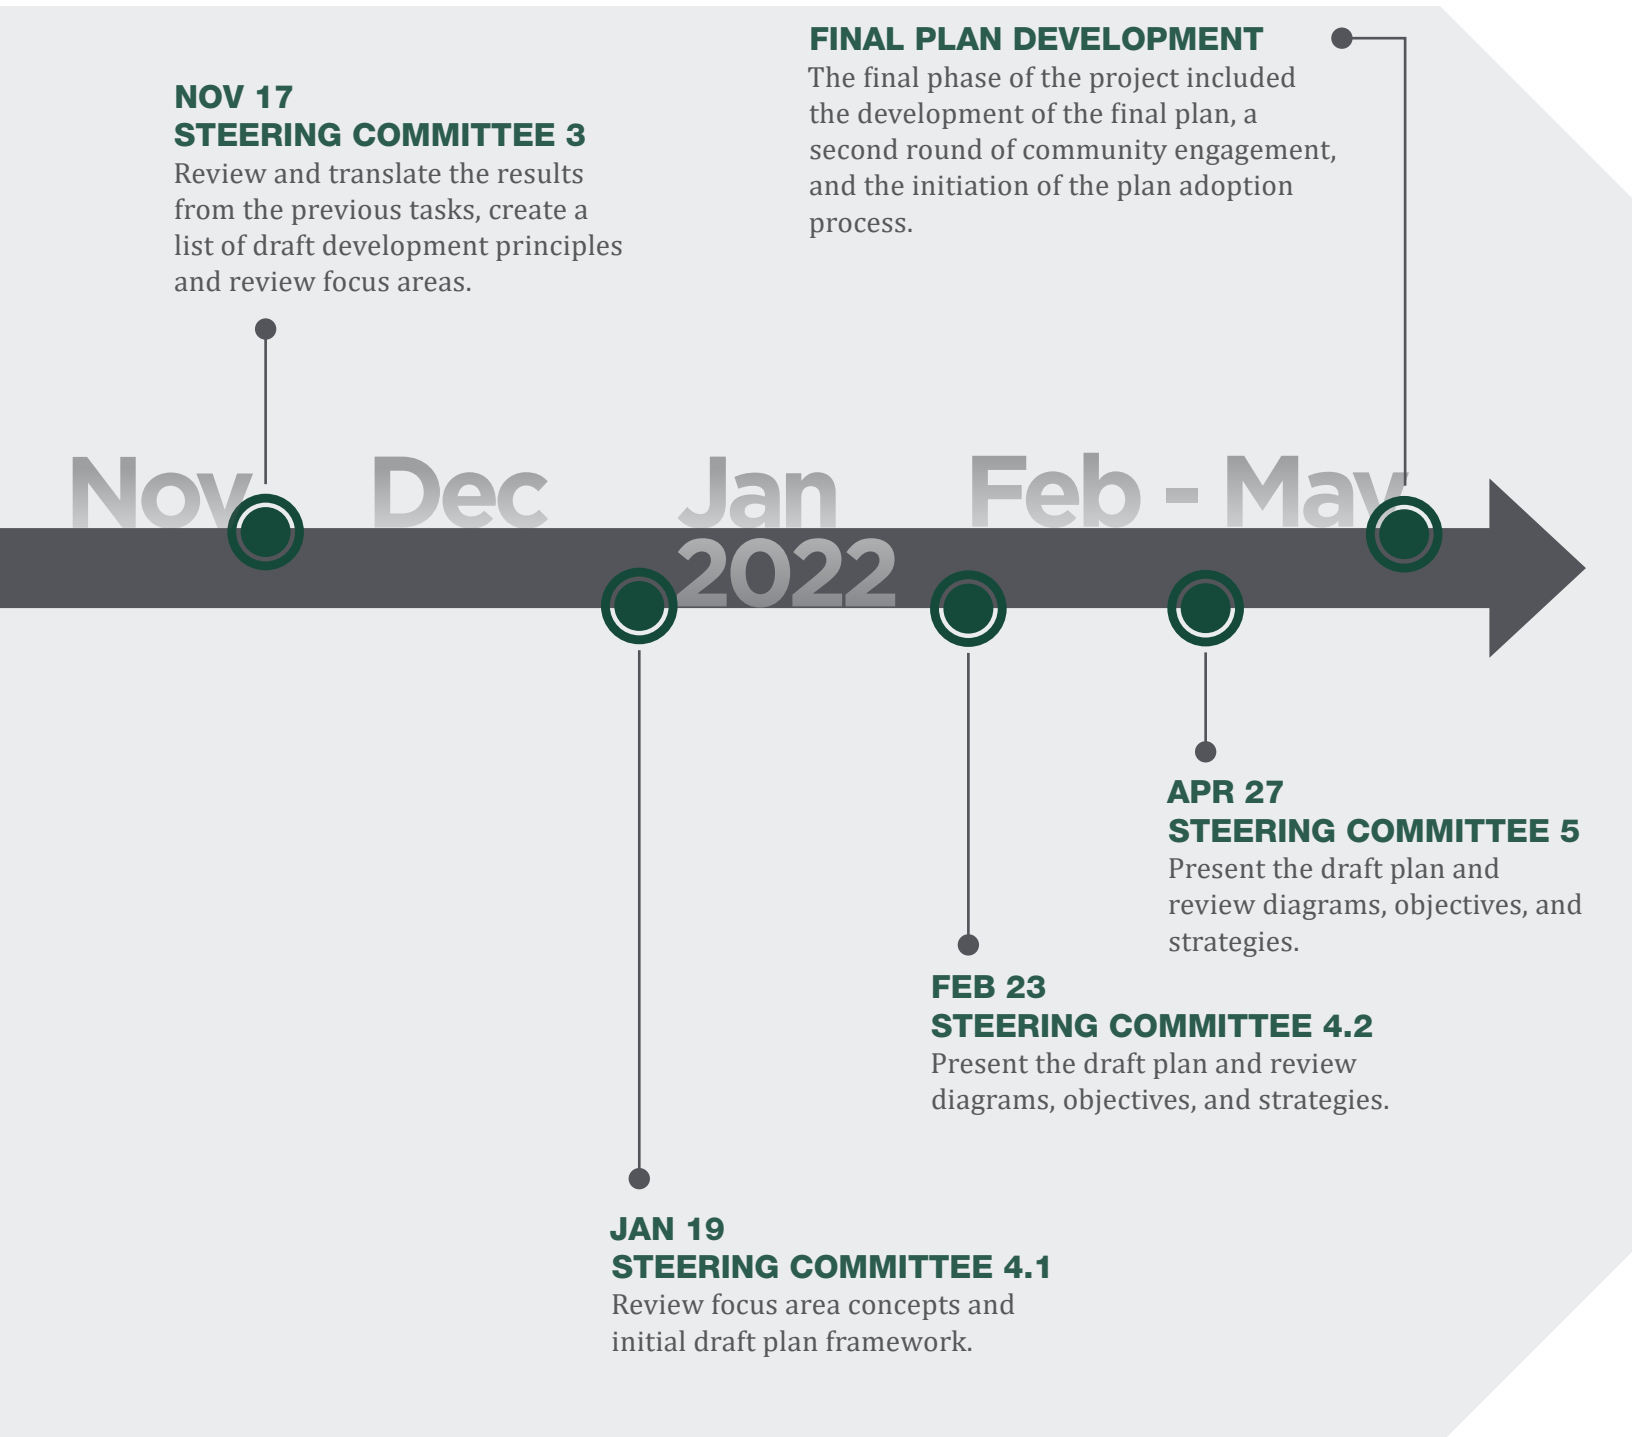 NOV 17
STEERING COMMITTEE 3
Review and translate the results
from the previous tasks, create a
list of draft development principles
and review focus areas.
FINAL PLAN DEVELOPMENT
The final phase of the project included
the development of the final plan, a
second round of community engagement,
and the initiation of the plan adoption
process.
Nov
Dec
Jan
2022
Feb - May
APR 27
STEERING COMMITTEE 5
Present the draft plan and
review diagrams, objectives, and
strategies.
FEB 23
STEERING COMMITTEE 4.2
Present the draft plan and review
diagrams, objectives, and strategies.
JAN 19
STEERING COMMITTEE 4.1
Review focus area concepts and
initial draft plan framework.